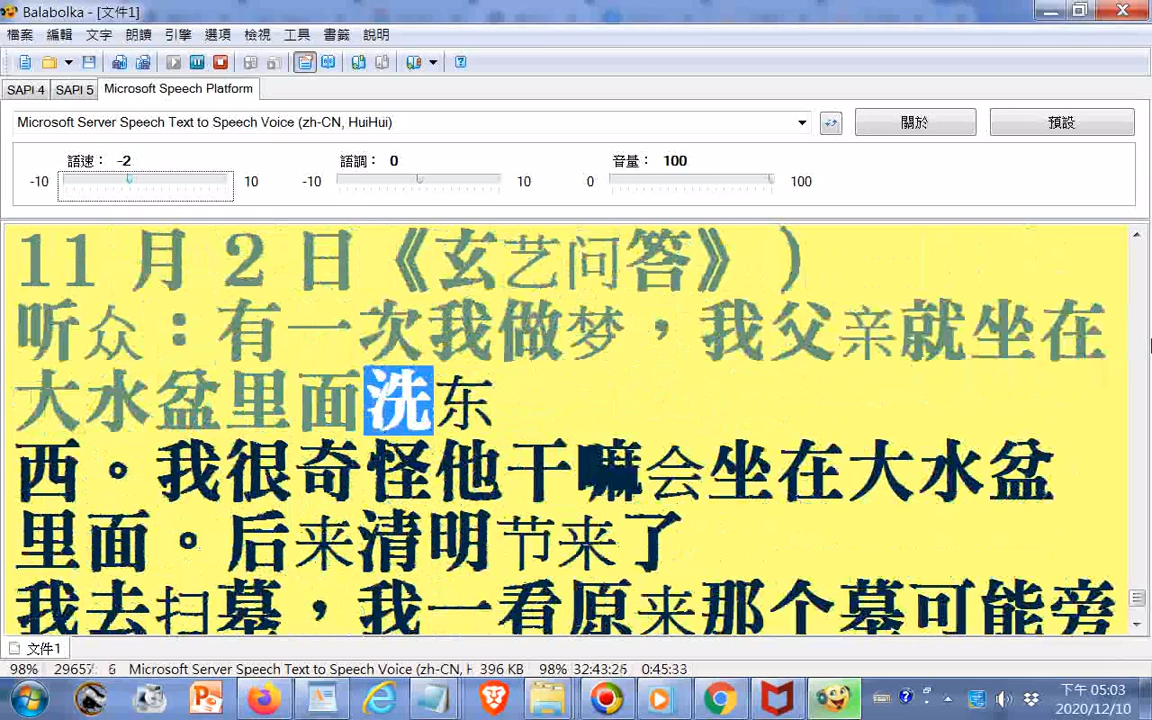 Balabolka - [文件1]
檔案 編輯 文字 朗讀 引擎 選項 檢視 工具 書籤 說明
SAPI 4 SAPI 5 Microsoft Speech Platform
Microsoft Server Speech Text to Speech Voice (zh-CN, HuiHui) 關於 預設
語速： -2 語調： 0 音量： 100
-10 10 -10 10 0 100
11 月 2 日《玄艺问答》）
听众：有一次我做梦，我父亲就坐在
大水盆里面洗东
西。我很奇怪他干嘛会坐在大水盆
里面。后来清明节来了
我去扫墓，我一看原来那个墓可能旁
文件1
98% 29657 6 Microsoft Server Speech Text to Speech Voice (zh-CN, H 396 KB 98% 32:43:26 0:45:33
下午 05:03
2020/12/10